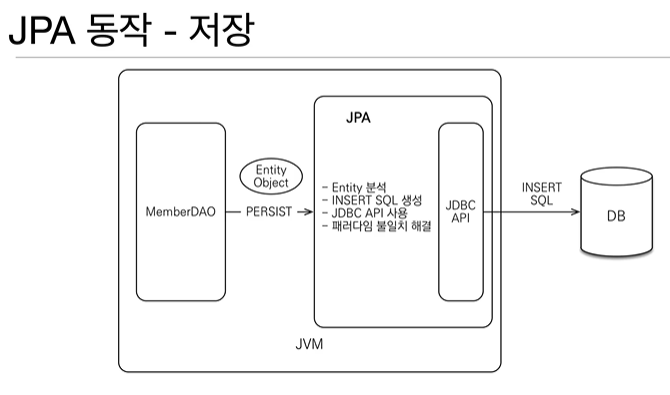 JPA 동작 - 저장
JPA
Entity
Object
MemberDAO
PERSIST
- Entity 분석
- INSERT SQL 생성
- JDBC API 사용
- 패러다임 불일치 해결
JDBC
API
INSERT
SQL
DB
JVM